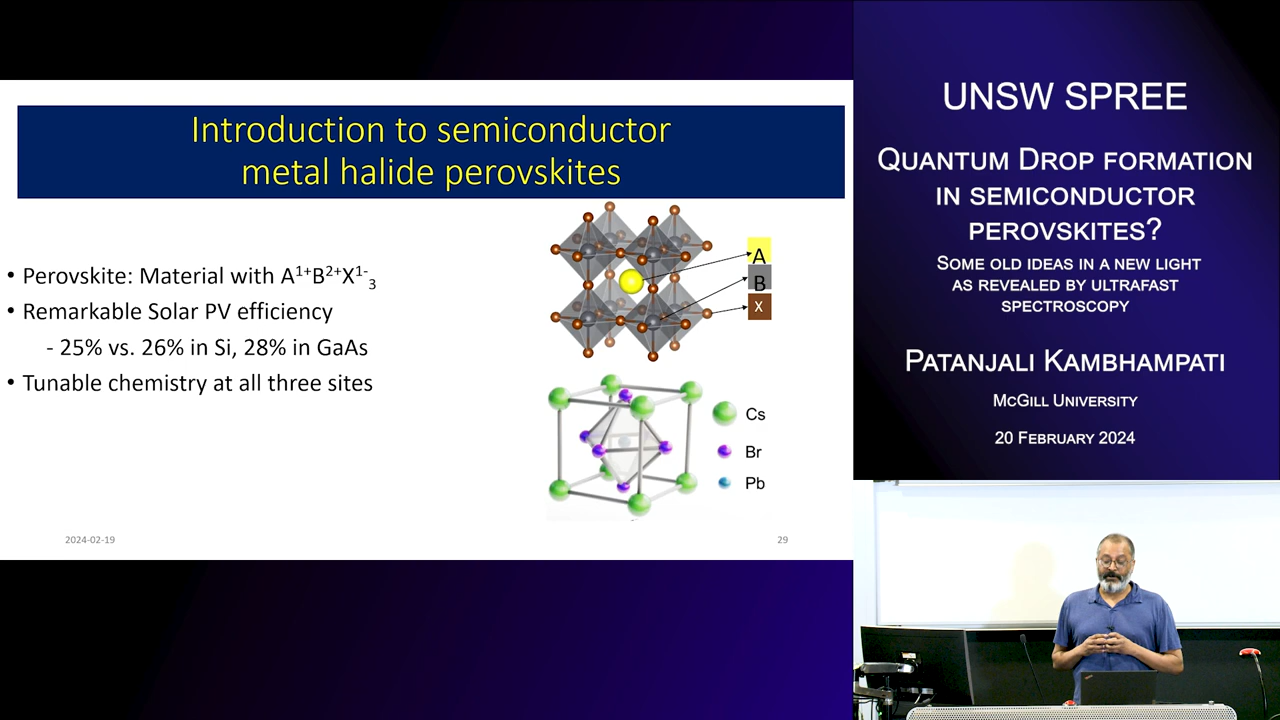 Introduction to semiconductor
metal halide perovskites
• Perovskite: Material with A¹⁺B²⁺X¹⁻₃
• Remarkable Solar PV efficiency
- 25% vs. 26% in Si, 28% in GaAs
• Tunable chemistry at all three sites
A
B
X
Cs
Br
Pb
2024-02-19
29
UNSW SPREE
QUANTUM DROP FORMATION
IN SEMICONDUCTOR
PEROVSKITES?
SOME OLD IDEAS IN A NEW LIGHT
AS REVEALED BY ULTRAFAST
SPECTROSCOPY
PATANJALI KAMBHAMPATI
MCGILL UNIVERSITY
20 FEBRUARY 2024